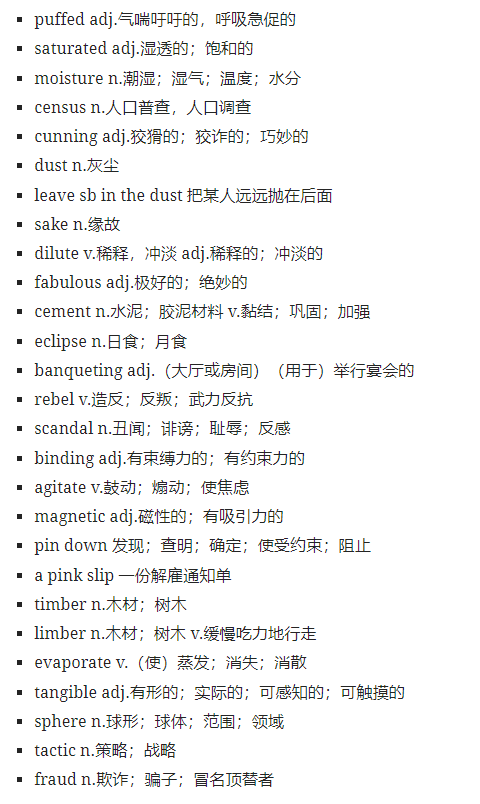 puffed adj.气喘吁吁的，呼吸急促的
saturated adj.湿透的；饱和的
moisture n.潮湿；湿气；温度；水分
census n.人口普查，人口调查
cunning adj.狡猾的；狡诈的；巧妙的
dust n.灰尘
leave sb in the dust 把某人远远抛在后面
sake n.缘故
dilute v.稀释，冲淡 adj.稀释的；冲淡的
fabulous adj.极好的；绝妙的
cement n.水泥；胶泥材料 v.黏结；巩固；加强
eclipse n.日食；月食
banqueting adj.（大厅或房间）（用于）举行宴会的
rebel v.造反；反叛；武力反抗
scandal n.丑闻；诽谤；耻辱；反感
binding adj.有束缚力的；有约束力的
agitate v.鼓动；煽动；使焦虑
magnetic adj.磁性的；有吸引力的
pin down 发现；查明；确定；使受约束；阻止
a pink slip 一份解雇通知单
timber n.木材；树木
limber n.木材；树木 v.缓慢吃力地行走
evaporate v.（使）蒸发；消失；消散
tangible adj.有形的；实际的；可感知的；可触摸的
sphere n.球形；球体；范围；领域
tactic n.策略；战略
fraud n.欺诈；骗子；冒名顶替者